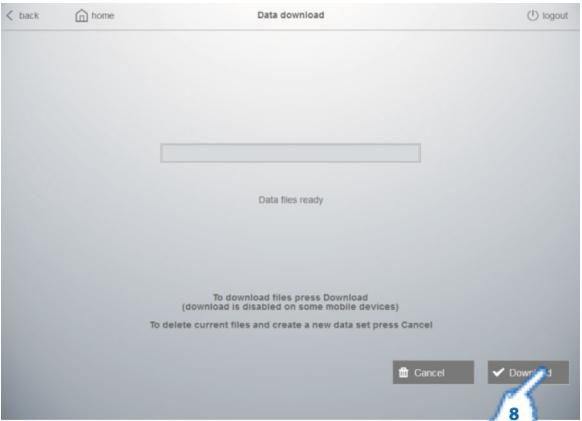 back
home
Data download
logout
Data files ready
To download files press Download
(download is disabled on some mobile devices)
To delete current files and create a new data set press Cancel
Cancel
Download
8